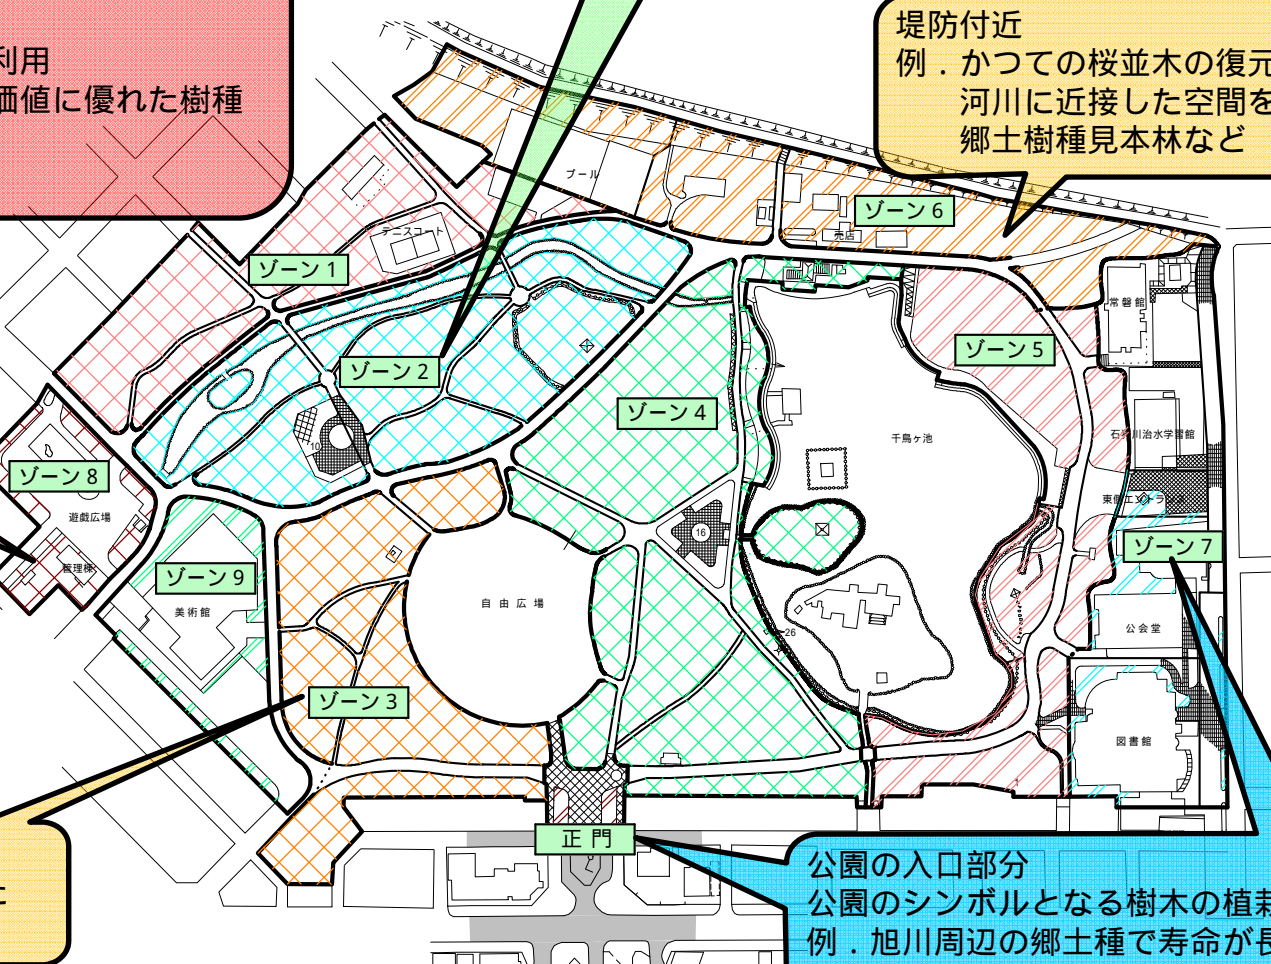 利用
価値に優れた樹種
堤防付近
例．かつての桜並木の復元
河川に近接した空間を
郷土樹種見本林など
プール
ゾーン６
売店
テニスコート
ゾーン１
常磐館
ゾーン５
ゾーン２
ゾーン４
千鳥ヶ池
石狩川治水学習館
10
ゾーン８
遊戯広場
16
ゾーン７
管理棟
ゾーン９
美術館
自由広場
26
公会堂
ゾーン３
図書館
正門
公園の入口部分
公園のシンボルとなる樹木の植栽
例．旭川周辺の郷土種で寿命が長